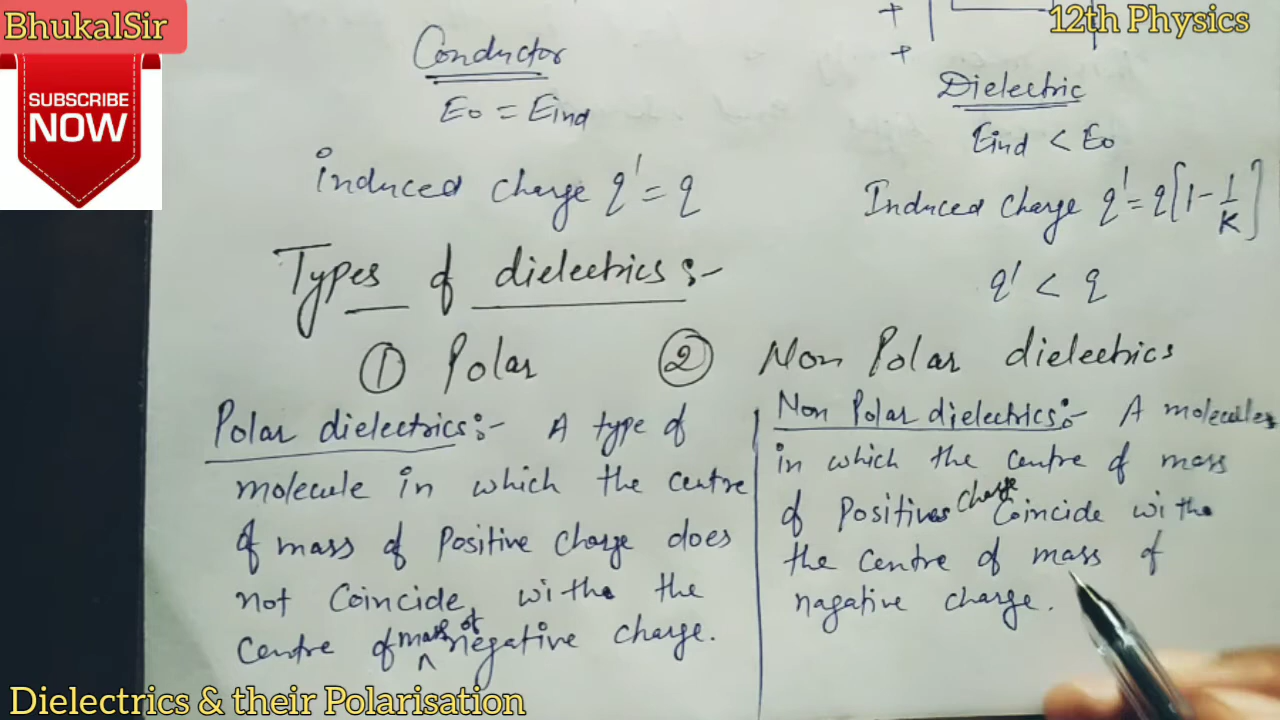 BhukalSir
12th Physics
SUBSCRIBE
NOW
+
+
Conductor
E0 = Eind
induced charge q' = q
Dielectric
Eind < E0
Induced charge q' = q[1 - 1/K]
q' < q
Types of dielectrics :-
① Polar ② Non Polar dielectrics
Polar dielectrics :- A type of
molecule in which the centre
of mass of Positive charge does
not Coincide with the
centre of mass of negative charge.
Non Polar dielectrics :- A molecules
in which the centre of mass
of Positives charge Coincide with
the centre of mass of
nagative charge.
Dielectrics & their Polarisation